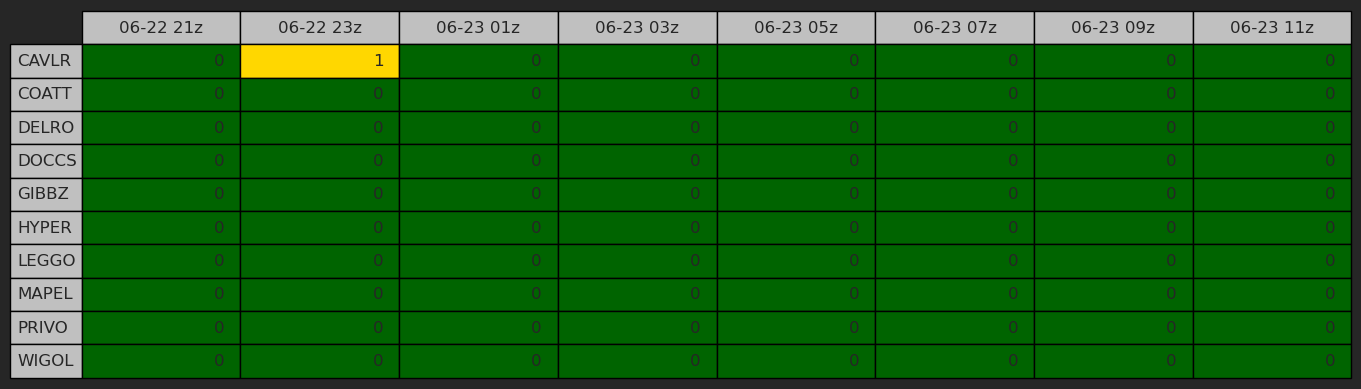 06-22 21z 06-22 23z 06-23 01z 06-23 03z 06-23 05z 06-23 07z 06-23 09z 06-23 11z
CAVLR 0 1 0 0 0 0 0 0
COATT 0 0 0 0 0 0 0 0
DELRO 0 0 0 0 0 0 0 0
DOCCS 0 0 0 0 0 0 0 0
GIBBZ 0 0 0 0 0 0 0 0
HYPER 0 0 0 0 0 0 0 0
LEGGO 0 0 0 0 0 0 0 0
MAPEL 0 0 0 0 0 0 0 0
PRIVO 0 0 0 0 0 0 0 0
WIGOL 0 0 0 0 0 0 0 0